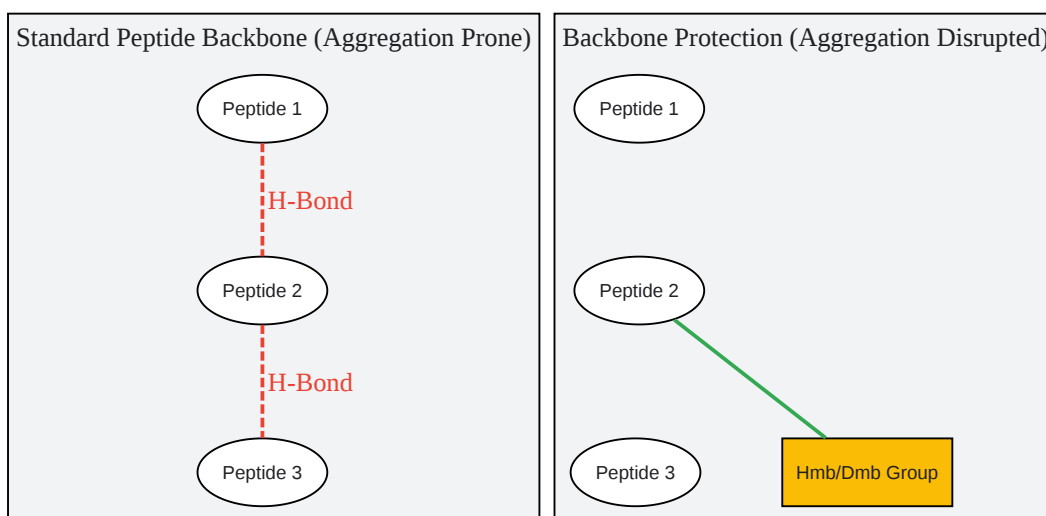 Standard Peptide Backbone (Aggregation Prone)
Peptide 1
H-Bond
Peptide 2
H-Bond
Peptide 3
Backbone Protection (Aggregation Disrupted)
Peptide 1
Peptide 2
Peptide 3
Hmb/Dmb Group